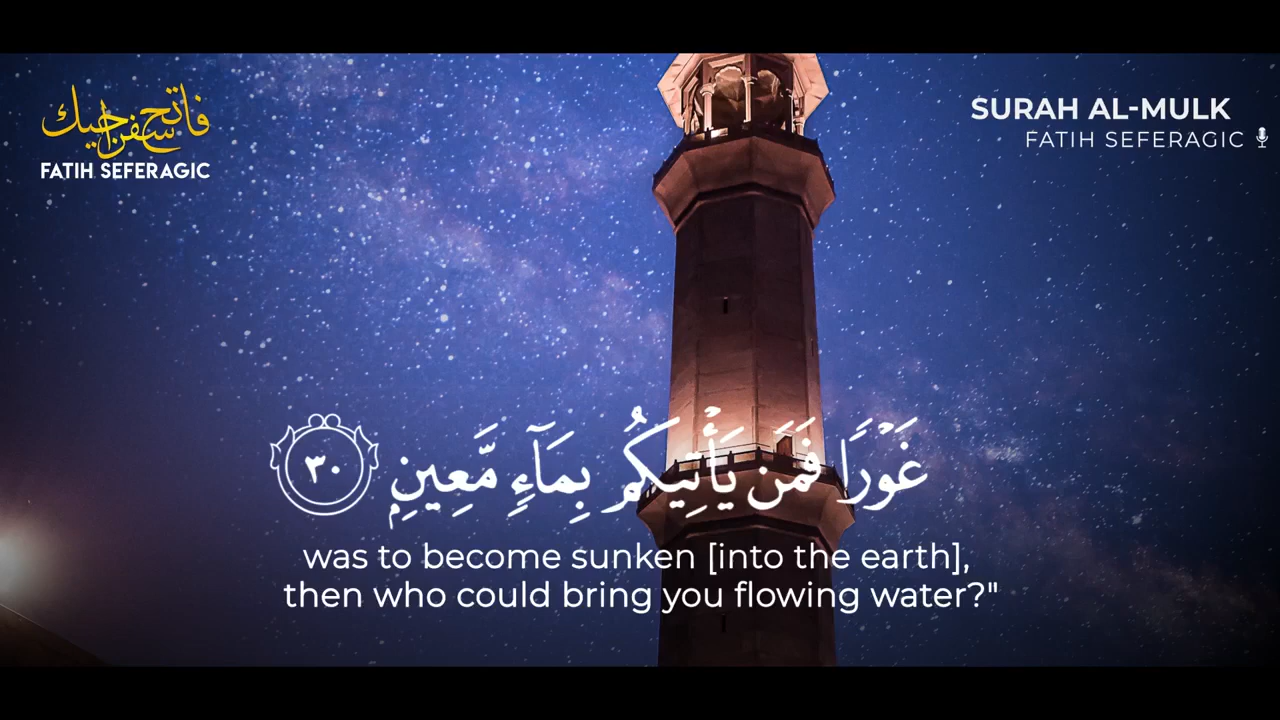 فاتح سفراجيك
FATIH SEFERAGIC
SURAH AL-MULK
FATIH SEFERAGIC
غَوْرًا فَمَن يَأْتِيكُم بِمَآءٍ مَّعِينٍۭ ٣٠
was to become sunken [into the earth],
then who could bring you flowing water?"